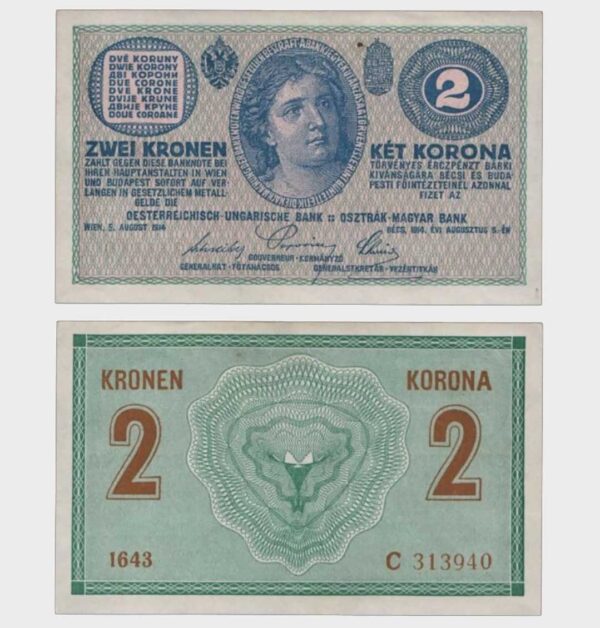 DVĚ KORUNY
DWIE KORONY
ДВІ КОРОНИ
DUE CORONE
DVE KRONE
DVIJE KRUNE
ДВИЈЕ КРУНЕ
DOUE COROANE
2
ZWEI KRONEN
ZAHLT GEGEN DIESE BANKNOTE BEI
IHREN HAUPTANSTALTEN IN WIEN
UND BUDAPEST SOFORT AUF VER-
LANGEN IN GESETZLICHEM METALL-
GELDE DIE
KÉT KORONA
TÖRVÉNYES ÉRCZPÉNZT BÁRKI
KIVÁNSÁGÁRA BÉCSI ÉS BUDA-
PESTI FŐINTÉZETEINEL AZONNAL
FIZET AZ
OESTERREICHISCH-UNGARISCHE BANK :: OSZTRÁK-MAGYAR BANK
WIEN, 5. AUGUST 1914
BÉCS, 1914. ÉVI AUGUSZTUS 5.-ÉN
GOUVERNEUR-KORMÁNYZÓ
GENERALRAT-FŐTANÁCSOS
GENERALSEKRETÄR-VEZÉRTITKÁR
KRONEN
KORONA
2
2
1643
C 313940